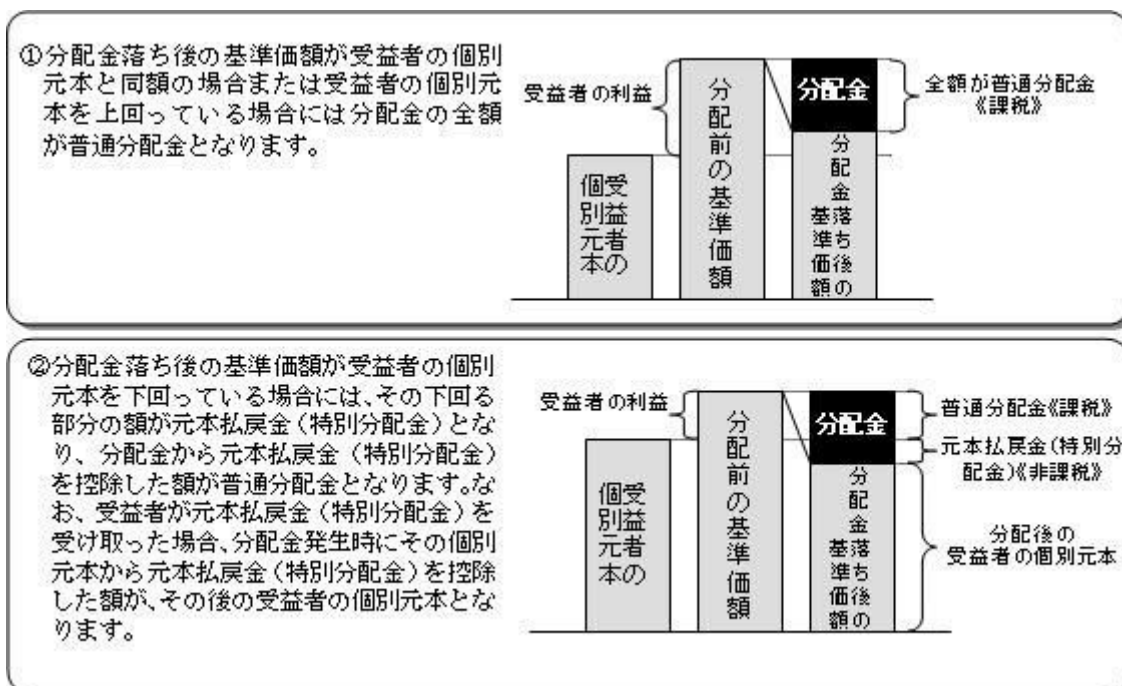 ①分配金落ち後の基準価額が受益者の個別
元本と同額の場合または受益者の個別元
本を上回っている場合には分配金の全額
が普通分配金となります。
受益者の利益
受益者の
個別元本
分配前の基準価額
分配金
分配金落ち後の
基準価額
全額が普通分配金
《課税》
②分配金落ち後の基準価額が受益者の個別
元本を下回っている場合には、その下回る
部分の額が元本払戻金(特別分配金)とな
り、分配金から元本払戻金(特別分配金)
を控除した額が普通分配金となります。な
お、受益者が元本払戻金(特別分配金)を
受け取った場合、分配金発生時にその個別
元本から元本払戻金(特別分配金)を控除
した額が、その後の受益者の個別元本とな
ります。
受益者の利益
受益者の
個別元本
分配前の基準価額
分配金
分配金落ち後の
基準価額
普通分配金《課税》
元本払戻金(特別分
配金)《非課税》
分配後の
受益者の個別元本